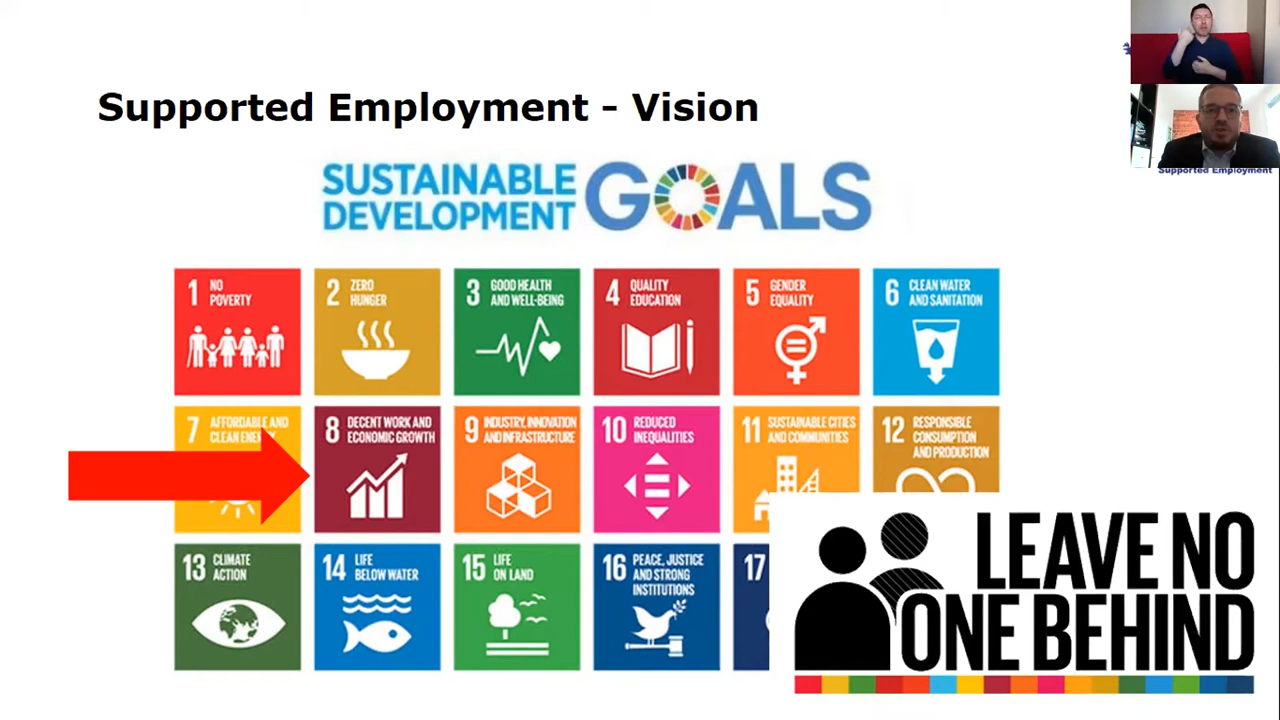 Supported Employment
Supported Employment - Vision
SUSTAINABLE
DEVELOPMENT
GOALS
1 NO
POVERTY
2 ZERO
HUNGER
3 GOOD HEALTH
AND WELL-BEING
4 QUALITY
EDUCATION
5 GENDER
EQUALITY
6 CLEAN WATER
AND SANITATION
7 AFFORDABLE AND
CLEAN
8 DECENT WORK AND
ECONOMIC GROWTH
9 INDUSTRY, INNOVATION
AND INFRASTRUCTURE
10 REDUCED
INEQUALITIES
11 SUSTAINABLE CITIES
AND COMMUNITIES
12 RESPONSIBLE
CONSUMPTION
AND PRODUCTION
13 CLIMATE
ACTION
14 LIFE
BELOW WATER
15 LIFE
ON LAND
16 PEACE, JUSTICE
AND STRONG
INSTITUTIONS
17
LEAVE NO
ONE BEHIND